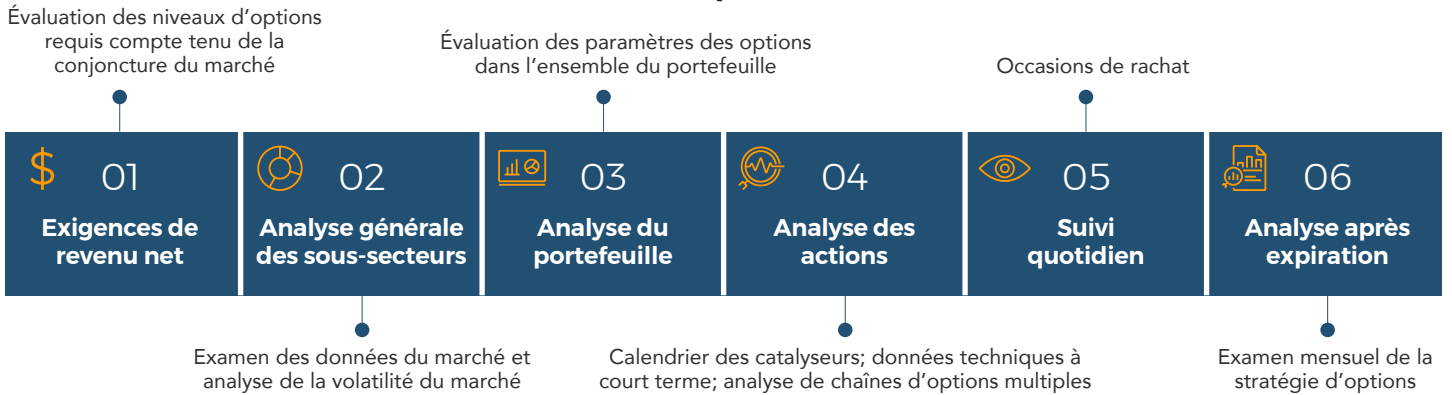 Évaluation des niveaux d'options
requis compte tenu de la
conjoncture du marché
Évaluation des paramètres des options
dans l'ensemble du portefeuille
Occasions de rachat
$ 01
Exigences de
revenu net
02
Analyse générale
des sous-secteurs
03
Analyse du
portefeuille
04
Analyse des
actions
05
Suivi
quotidien
06
Analyse après
expiration
Examen des données du marché et
analyse de la volatilité du marché
Calendrier des catalyseurs; données techniques à
court terme; analyse de chaînes d'options multiples
Examen mensuel de la
stratégie d'options